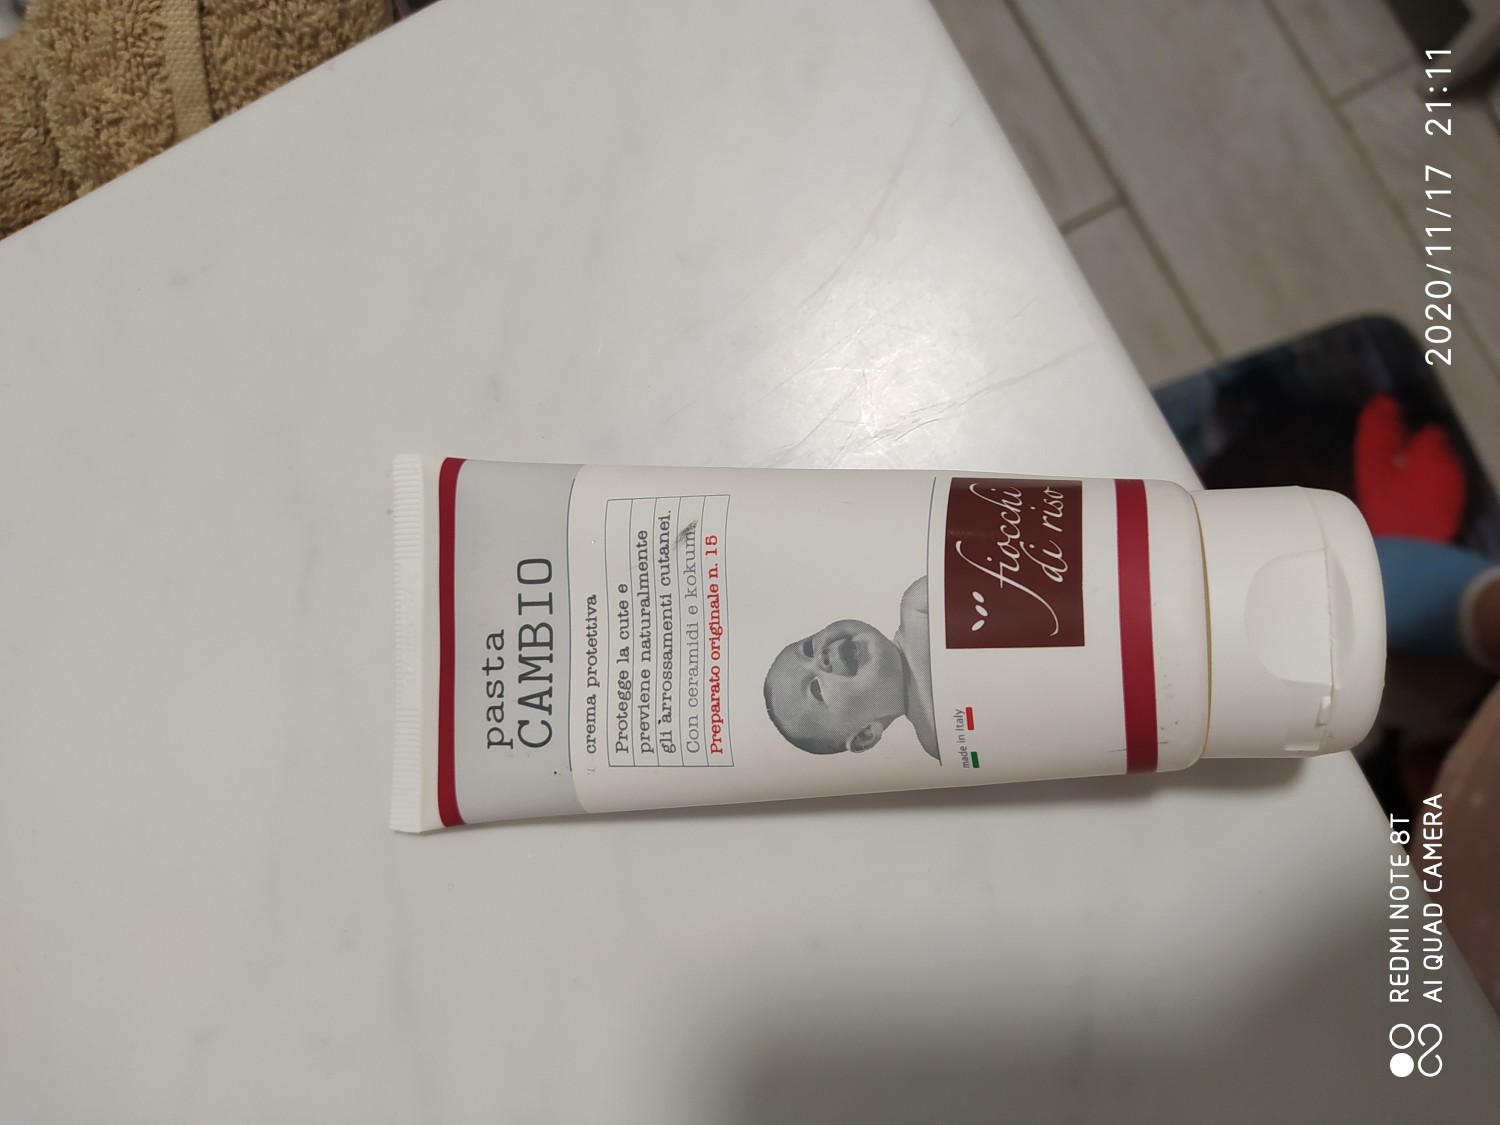 pasta
CAMBIO
crema protettiva
Protegge la cute e
previene naturalmente
gli arrossamenti cutanei.
Con ceramidi e kokum.
Preparato originale n. 15
made in Italy
fiocchi
di riso
REDMI NOTE 8T
AI QUAD CAMERA
2020/11/17 21:11